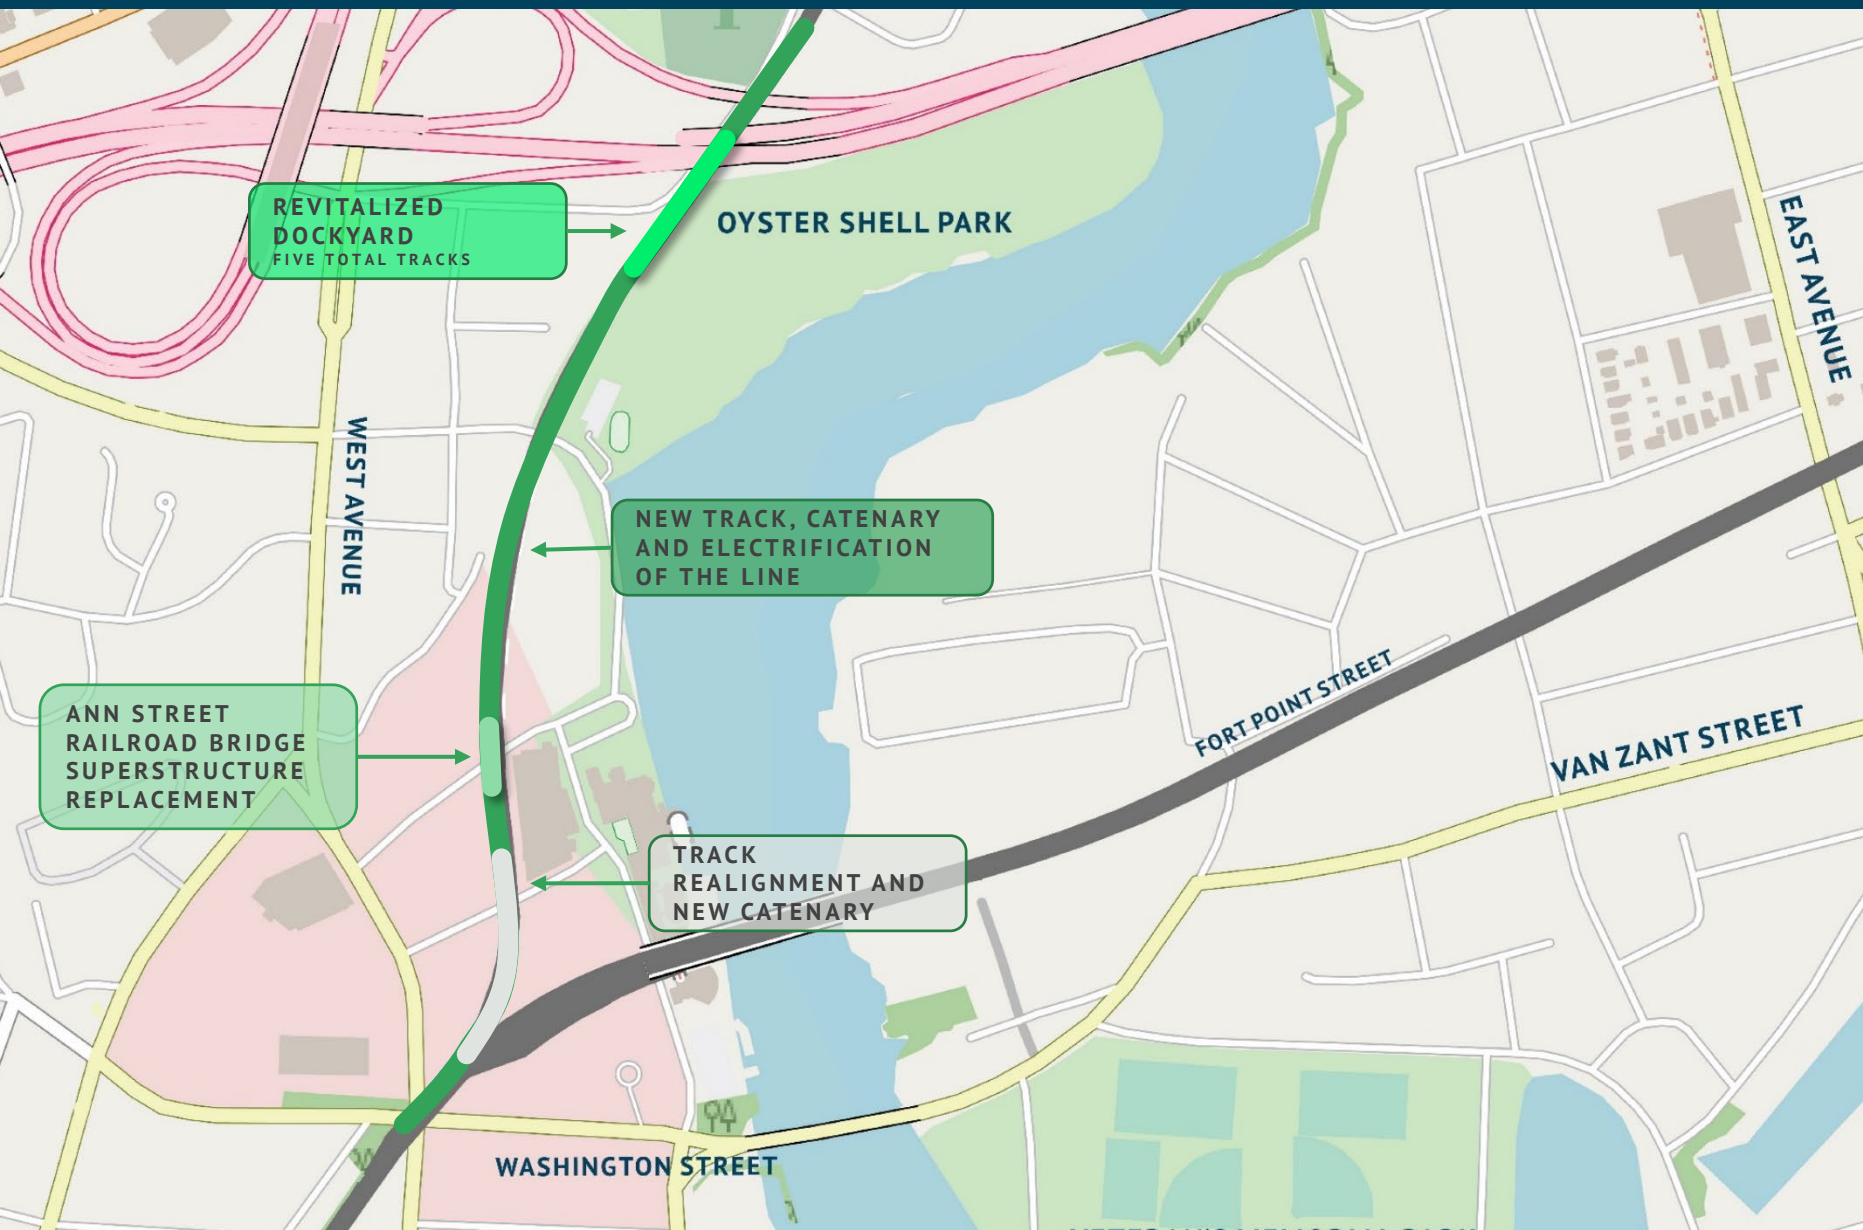 REVITALIZED
DOCKYARD
FIVE TOTAL TRACKS
OYSTER SHELL PARK
EAST AVENUE
WEST AVENUE
NEW TRACK, CATENARY
AND ELECTRIFICATION
OF THE LINE
FORT POINT STREET
ANN STREET
RAILROAD BRIDGE
SUPERSTRUCTURE
REPLACEMENT
VAN ZANT STREET
TRACK
REALIGNMENT AND
NEW CATENARY
WASHINGTON STREET